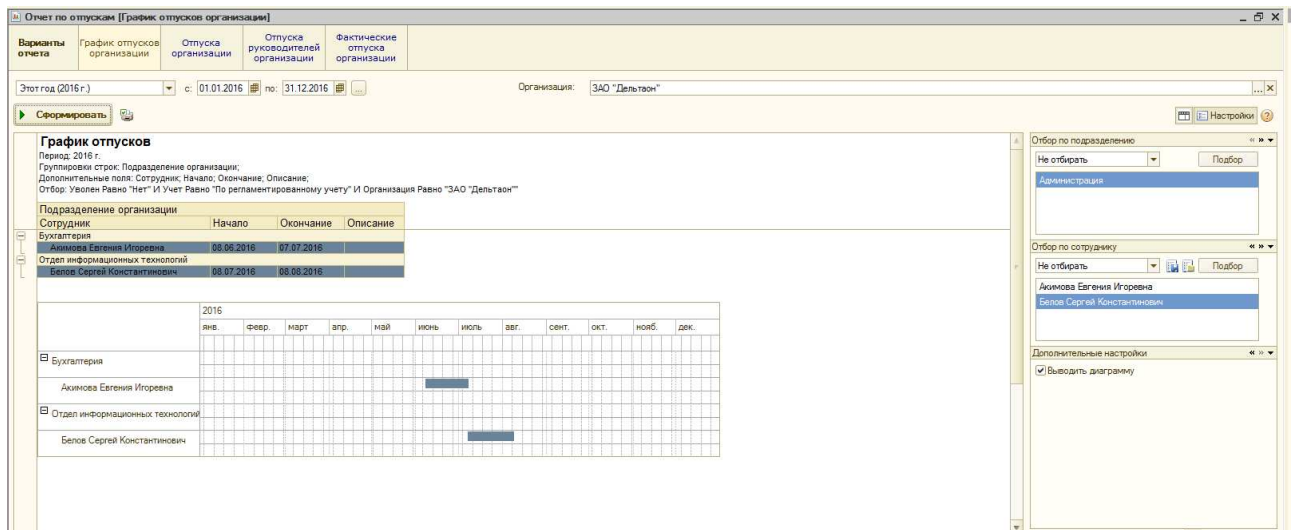 Отчет по отпускам [График отпусков организации]
Варианты отчета
График отпусков организации
Отпуска организации
Отпуска руководителей организации
Фактические отпуска организации
Этот год (2016 г.) с: 01.01.2016 по: 31.12.2016 ... Организация: ЗАО "Дельтаон" ...
Сформировать Настройки
График отпусков
Период: 2016 г.
Группировки строк: Подразделение организации;
Дополнительные поля: Сотрудник; Начало; Окончание; Описание;
Отбор: Уволен Равно "Нет" И Учет Равно "По регламентированному учету" И Организация Равно "ЗАО "Дельтаон""
Подразделение организации
Сотрудник Начало Окончание Описание
Бухгалтерия
Акимова Евгения Игоревна 08.06.2016 07.07.2016
Отдел информационных технологий
Белов Сергей Константинович 08.07.2016 08.08.2016
2016
янв. февр. март апр. май июнь июль авг. сент. окт. нояб. дек.
Бухгалтерия
Акимова Евгения Игоревна
Отдел информационных технологий
Белов Сергей Константинович
Отбор по подразделению
Не отбирать Подбор
Администрация
Отбор по сотруднику
Не отбирать Подбор
Акимова Евгения Игоревна
Белов Сергей Константинович
Дополнительные настройки
Выводить диаграмму